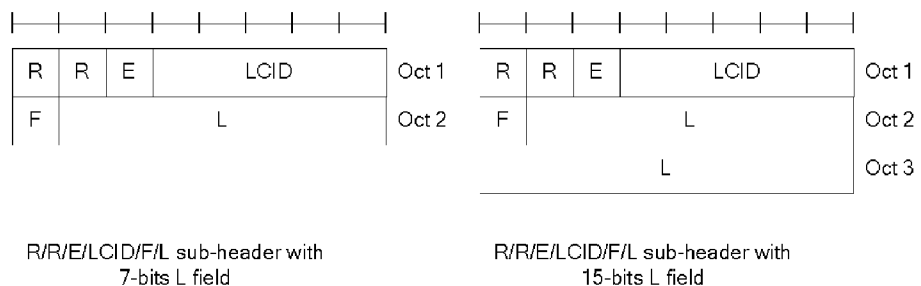 R R E LCID Oct 1
F L Oct 2
R/R/E/LCID/F/L sub-header with
7-bits L field
R R E LCID Oct 1
F L Oct 2
L Oct 3
R/R/E/LCID/F/L sub-header with
15-bits L field